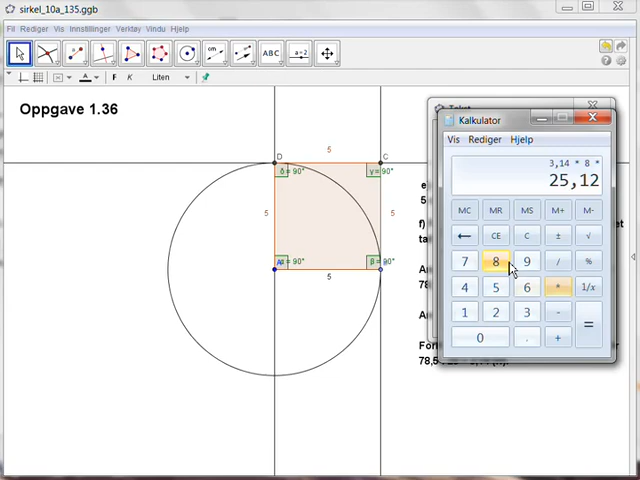 sirkel_10a_135.ggb
Fil Rediger Vis Innstillinger Verktøy Vindu Hjelp
ABC
a=2
A F K Liten
Oppgave 1.36
D 5 C
δ = 90° γ = 90°
5 5
A = 90° β = 90°
5
e
5
f)
ta
A
78
A
For
Kalkulator
Vis Rediger Hjelp
3,14 * 8 *
25,12
MC MR MS M+ M-
← CE C ± √
7 8 9 / %
4 5 6 * 1/x
1 2 3 - =
0 . +